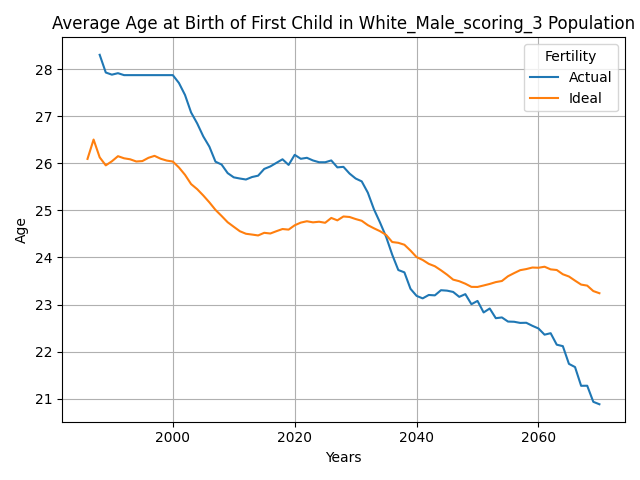 Average Age at Birth of First Child in White_Male_scoring_3 Population
Fertility
Actual
Ideal
28
27
26
25
24
23
22
21
Age
2000
2020
2040
2060
Years